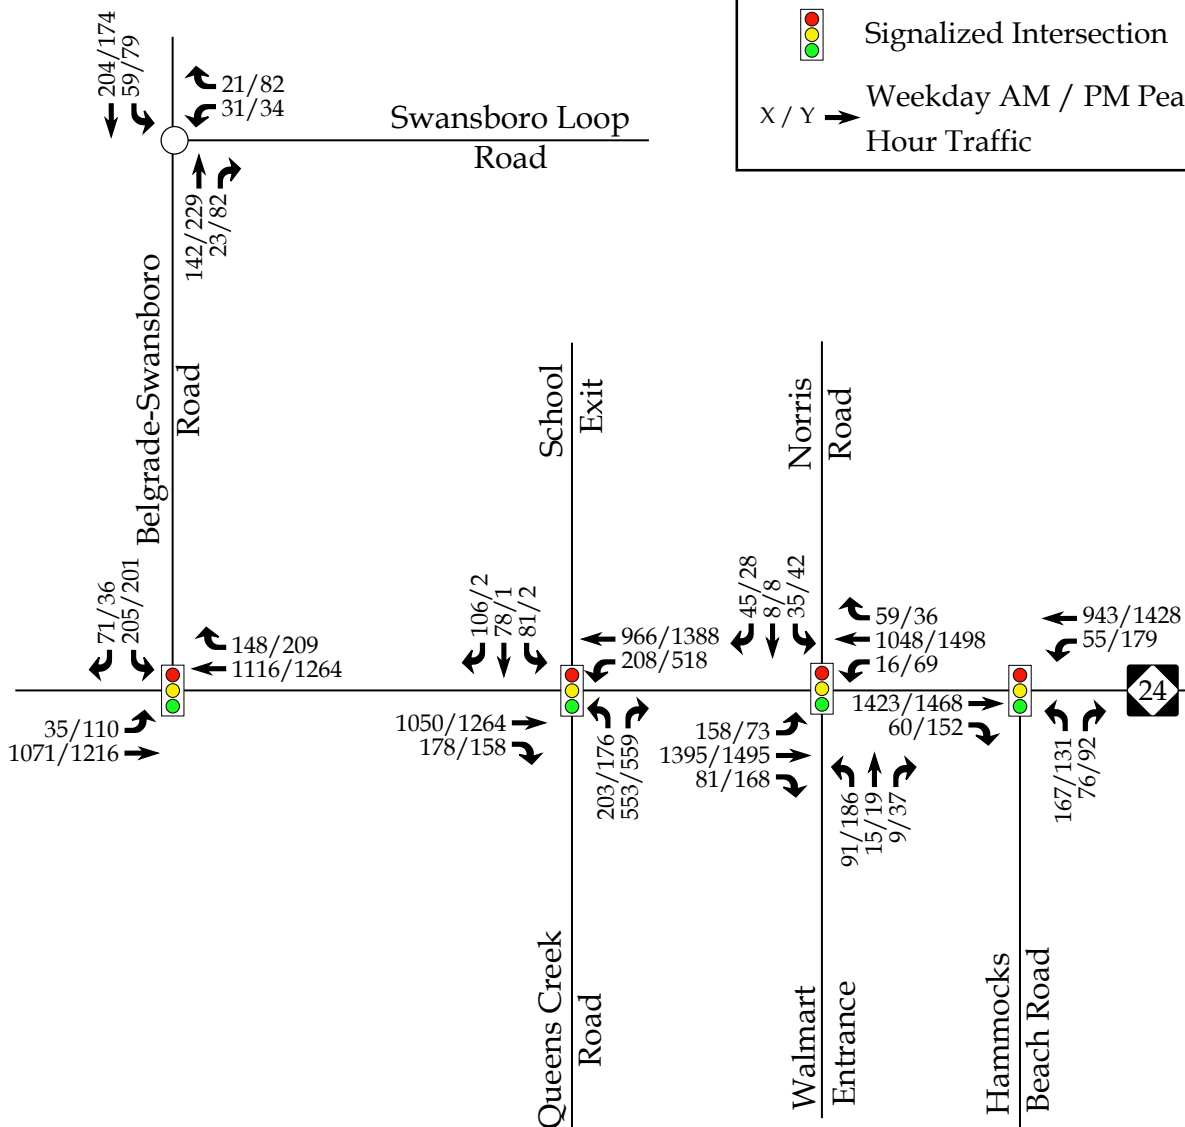 Signalized Intersection
X / Y
Weekday AM / PM Pea
Hour Traffic
204/174
59/79
21/82
31/34
Swansboro Loop
Road
142/229
23/82
Belgrade-Swansboro
Road
School
Exit
Norris
Road
71/36
205/201
148/209
1116/1264
35/110
1071/1216
106/2
78/1
81/2
966/1388
208/518
1050/1264
178/158
203/176
553/559
45/28
8/8
35/42
59/36
1048/1498
16/69
158/73
1395/1495
81/168
91/186
15/19
9/37
943/1428
55/179
1423/1468
60/152
167/131
76/92
24
Queens Creek
Road
Walmart
Entrance
Hammocks
Beach Road